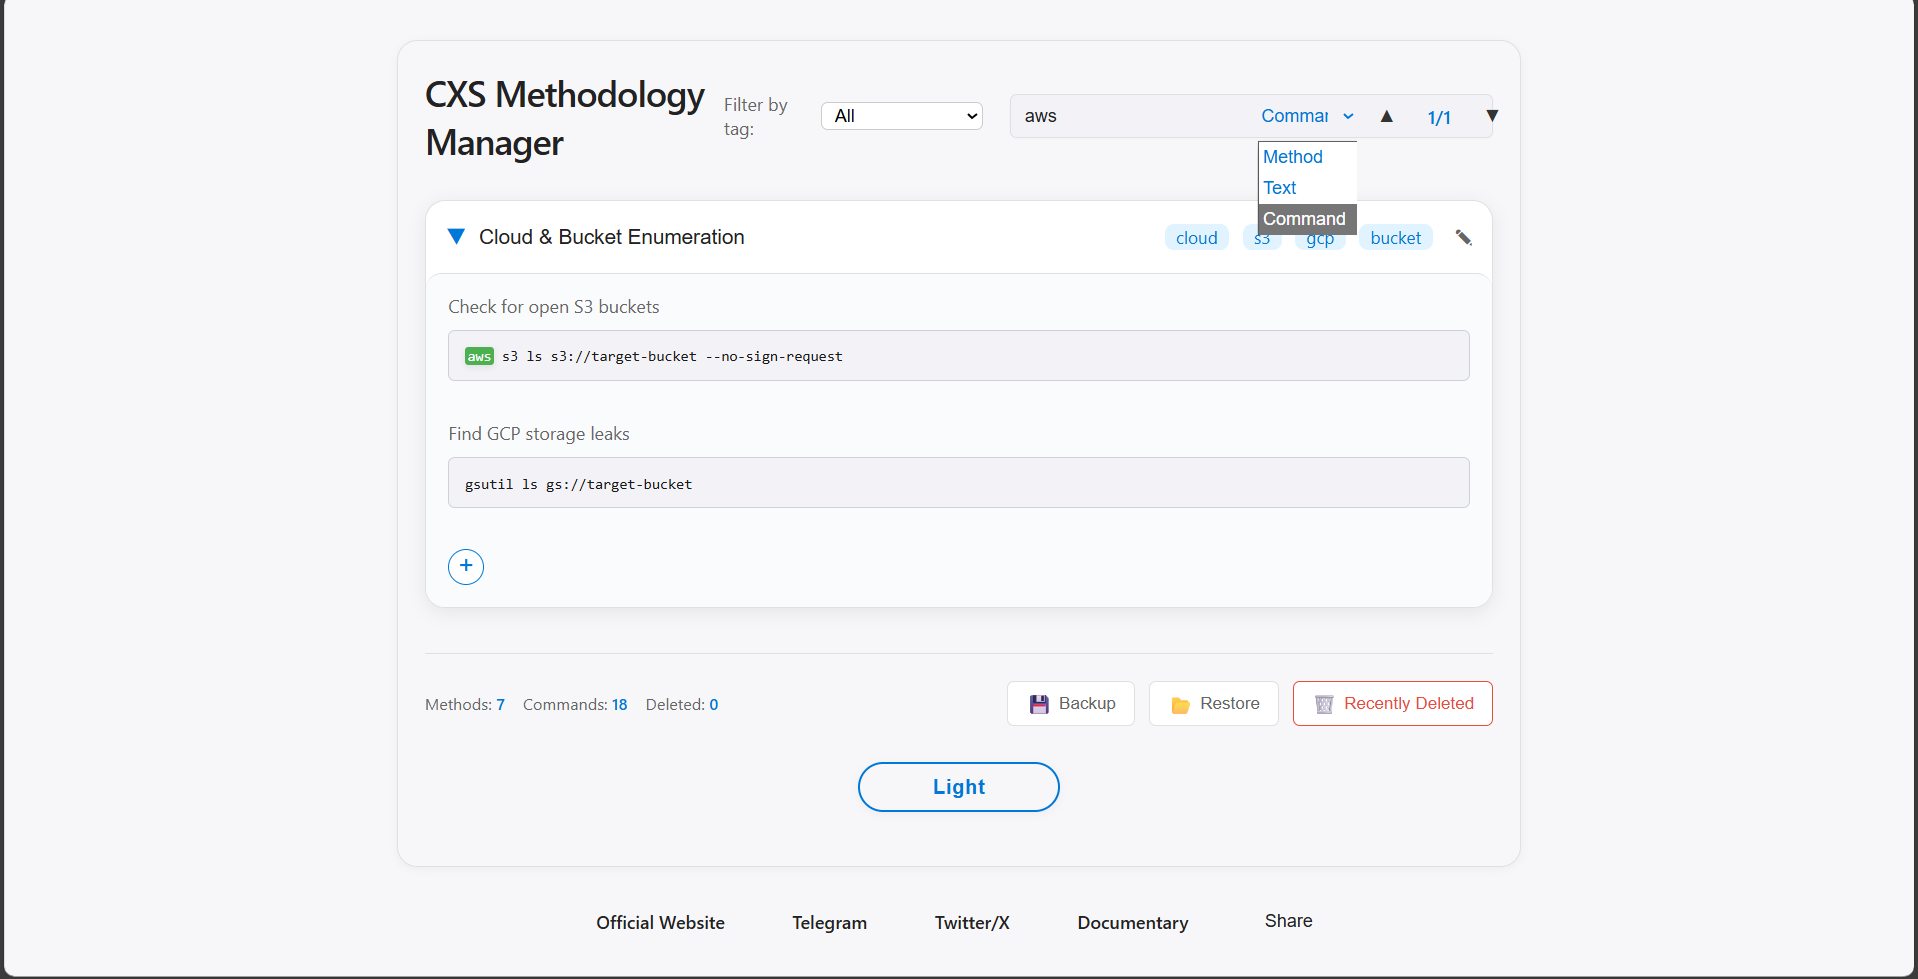 CXS Methodology
Manager
Filter by
tag:
All
aws
Commar
1/1
Method
Text
Command
Cloud & Bucket Enumeration
cloud
s3
gcp
bucket
Check for open S3 buckets
aws s3 ls s3://target-bucket --no-sign-request
Find GCP storage leaks
gsutil ls gs://target-bucket
+
Methods: 7
Commands: 18
Deleted: 0
Backup
Restore
Recently Deleted
Light
Official Website
Telegram
Twitter/X
Documentary
Share